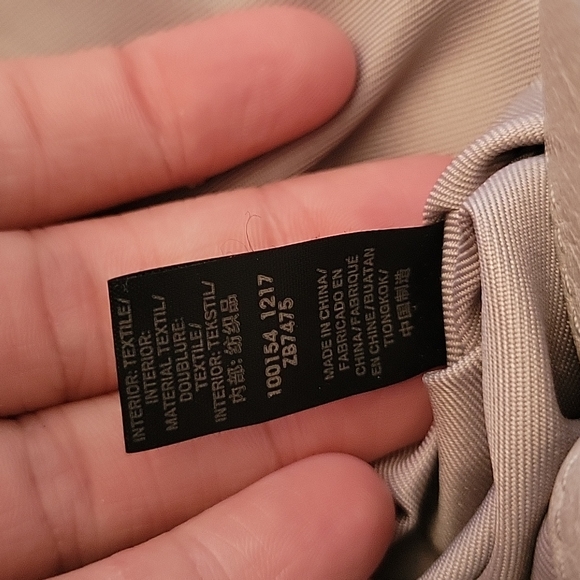 INTERIOR: TEXTILE/
INTERIOR:
MATERIAL TEXTIL/
DOUBLURE:
TEXTILE/
INTERIOR: TEKSTIL/
内部: 纺织品
100154 1217
ZB7475
MADE IN CHINA/
FABRICADO EN
CHINA/FABRIQUÉ
EN CHINE/BUATAN
TIONGKOK/
中国制造